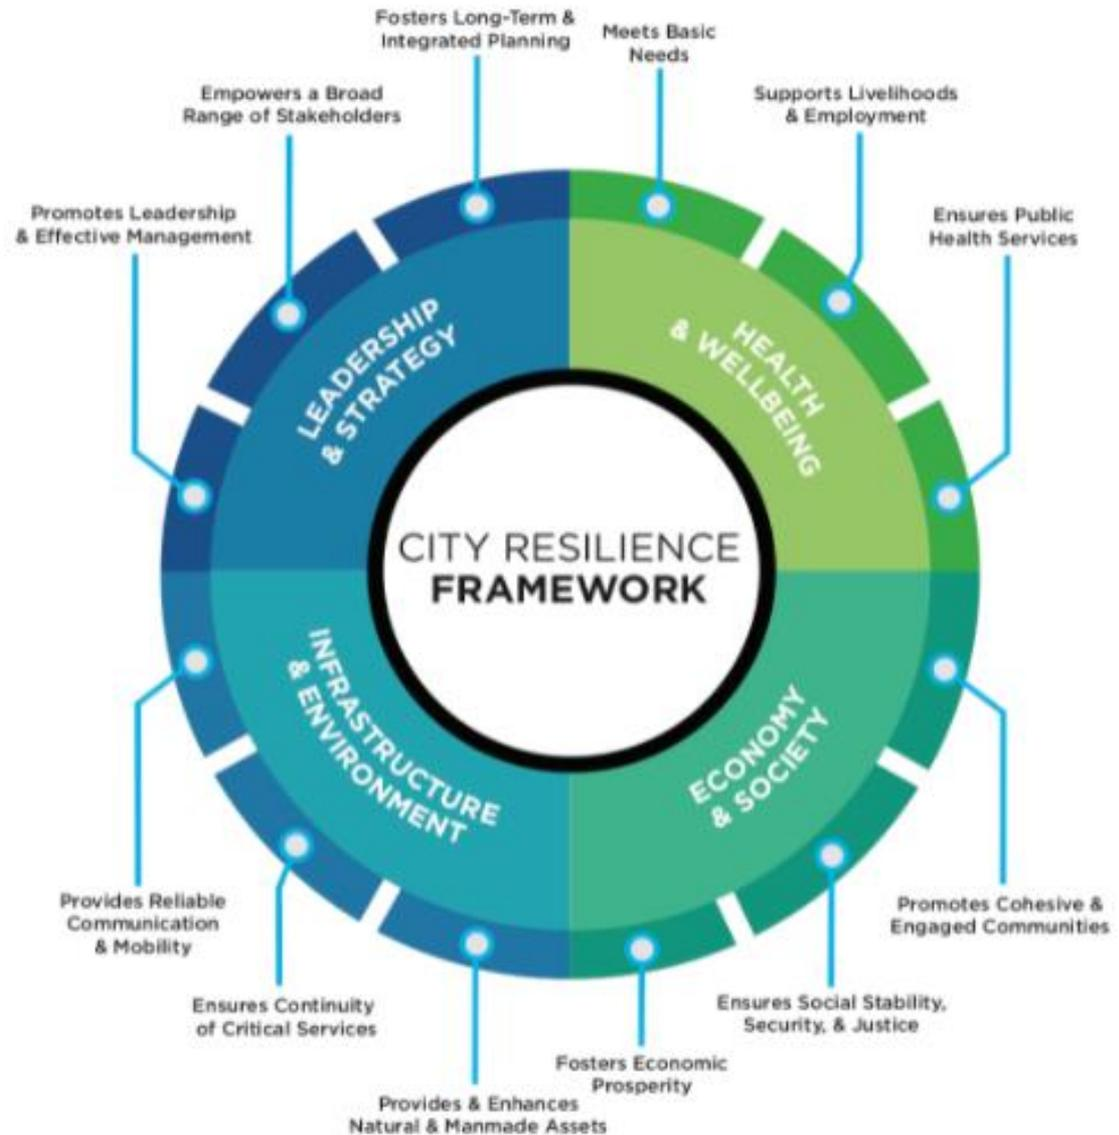 Fosters Long-Term &
Integrated Planning
Meets Basic
Needs
Empowers a Broad
Range of Stakeholders
Supports Livelihoods
& Employment
Promotes Leadership
& Effective Management
Ensures Public
Health Services
LEADERSHIP
& STRATEGY
HEALTH
& WELLBEING
CITY RESILIENCE
FRAMEWORK
INFRASTRUCTURE
& ENVIRONMENT
ECONOMY
& SOCIETY
Provides Reliable
Communication
& Mobility
Promotes Cohesive &
Engaged Communities
Ensures Continuity
of Critical Services
Ensures Social Stability,
Security, & Justice
Fosters Economic
Prosperity
Provides & Enhances
Natural & Manmade Assets